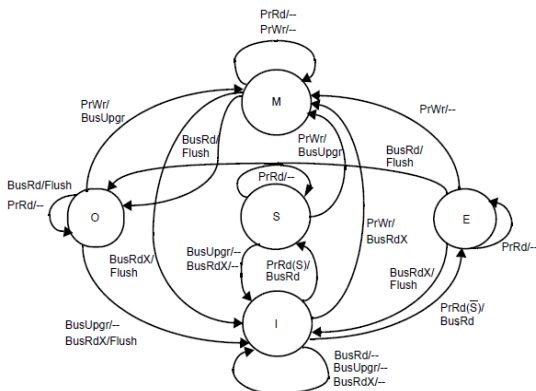 PrRd/--
PrWr/--
M
PrWr/
BusUpgr
PrWr/--
BusRd/
Flush
PrWr/
BusUpgr
BusRd/
Flush
BusRd/Flush
PrRd/--
PrRd/--
O
S
E
PrWr/
BusRdX
PrRd/--
BusUpgr/--
BusRdX/--
PrRd(S)/
BusRd
BusRdX/
Flush
BusRdX/
Flush
PrRd(S̅)/
BusRd
BusUpgr/--
BusRdX/Flush
I
BusRd/--
BusUpgr/--
BusRdX/--